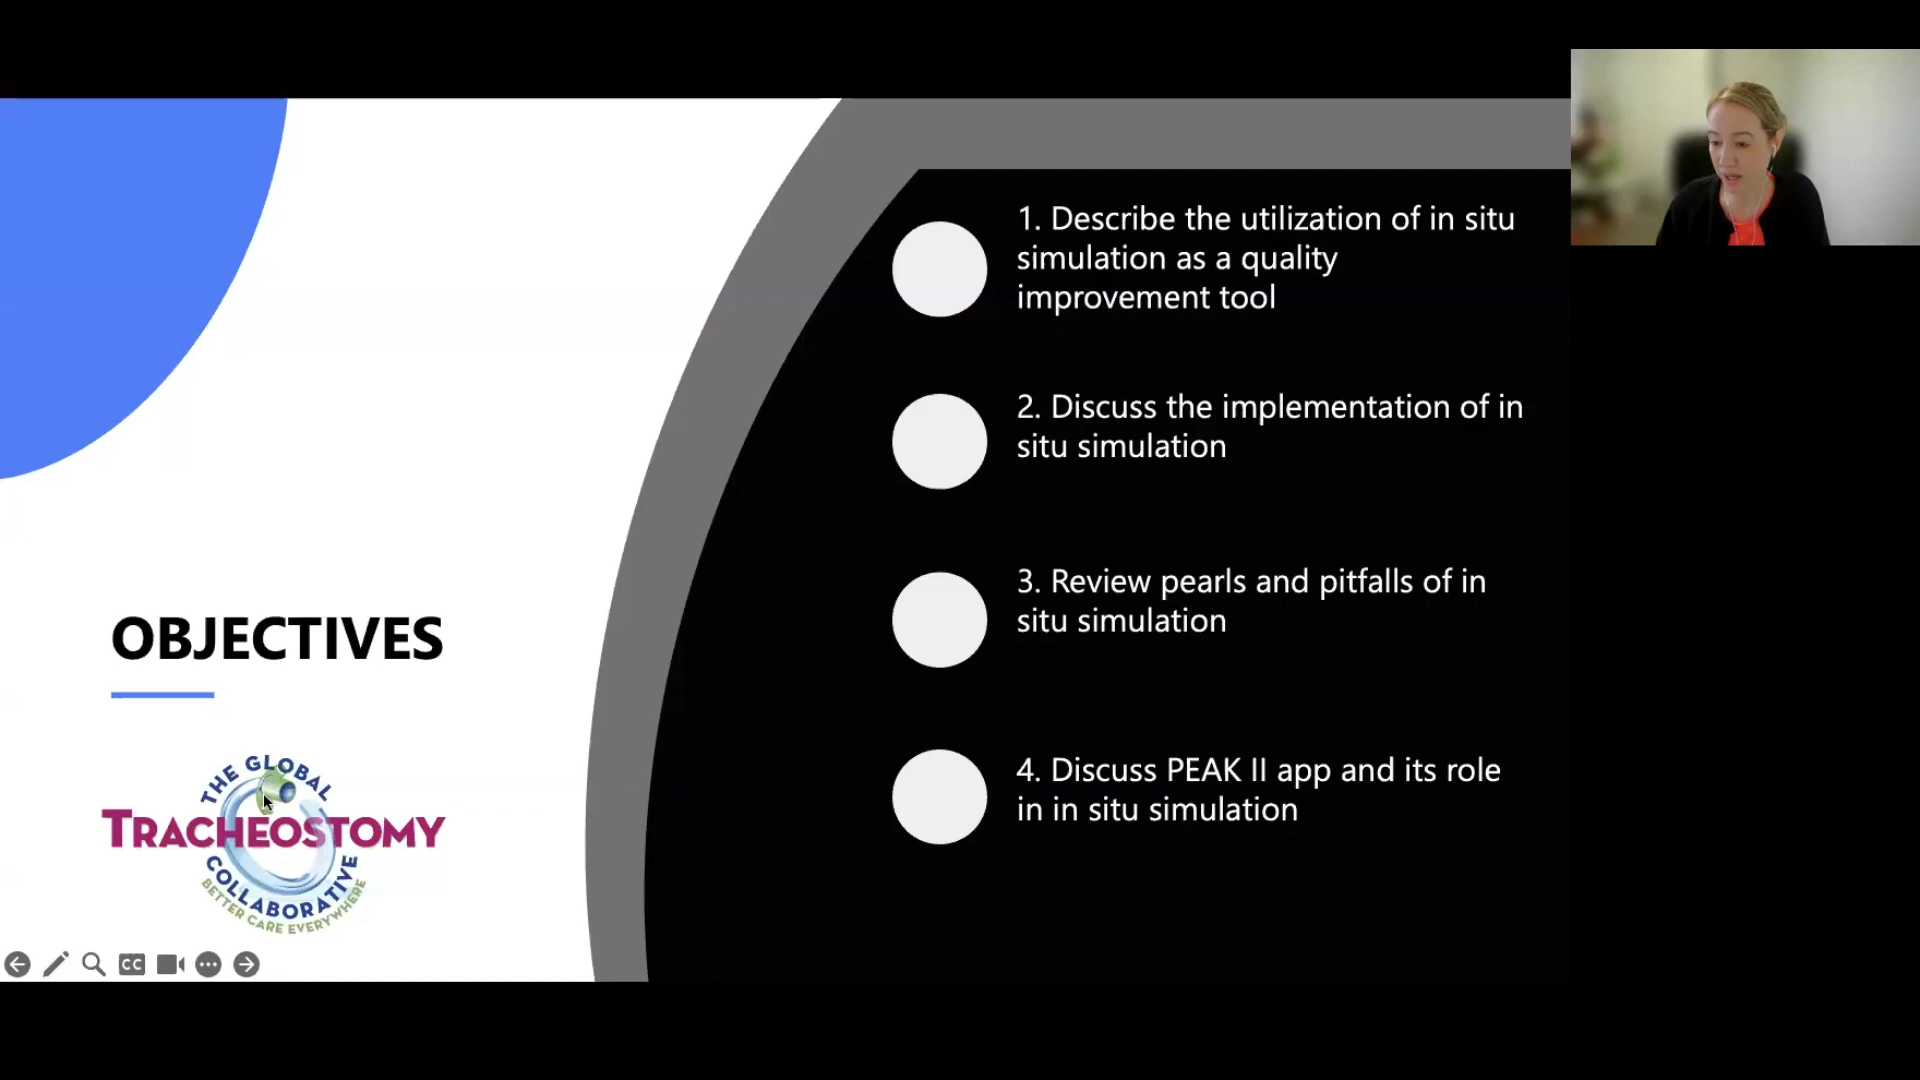 1. Describe the utilization of in situ
simulation as a quality
improvement tool
2. Discuss the implementation of in
situ simulation
3. Review pearls and pitfalls of in
situ simulation
4. Discuss PEAK II app and its role
in in situ simulation
OBJECTIVES
THE GLOBAL
TRACHEOSTOMY
COLLABORATIVE
BETTER CARE EVERYWHERE
CC